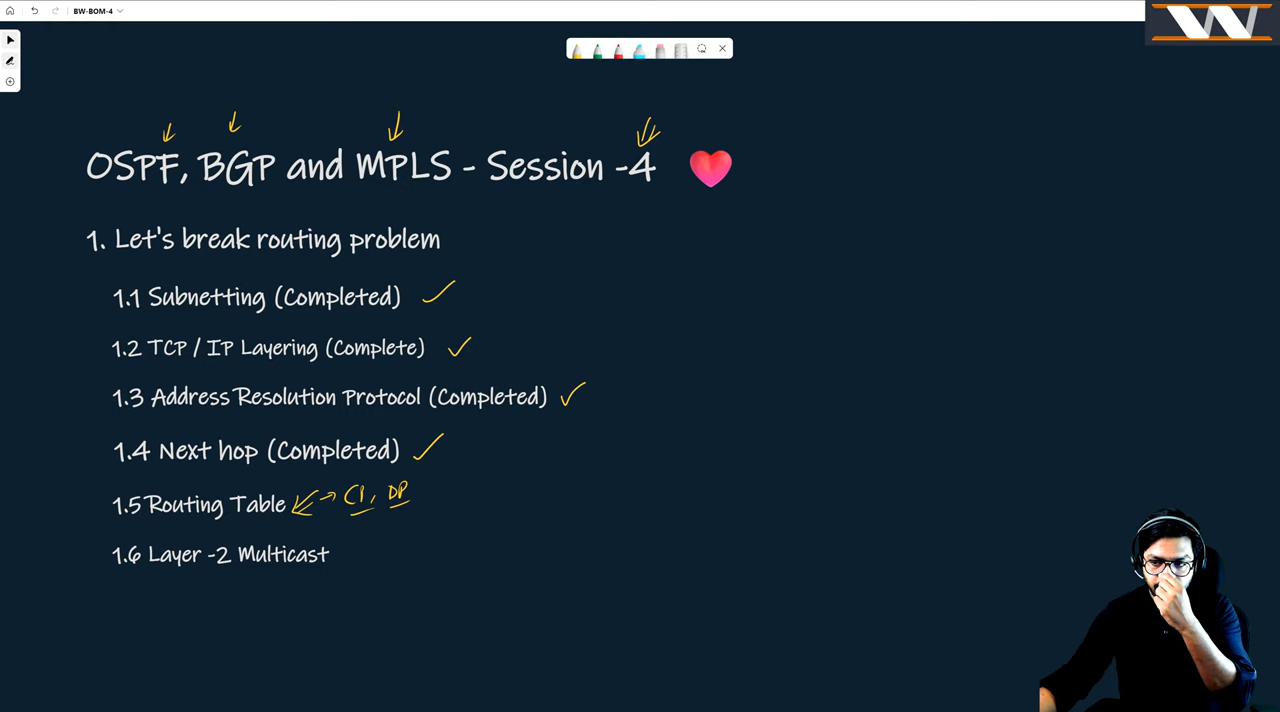 BW-BOM-4
W
OSPF, BGP and MPLS - Session -4
1. Let's break routing problem
1.1 Subnetting (Completed)
1.2 TCP / IP Layering (Complete)
1.3 Address Resolution Protocol (Completed)
1.4 Next hop (Completed)
1.5 Routing Table → CP, DP
1.6 Layer -2 Multicast